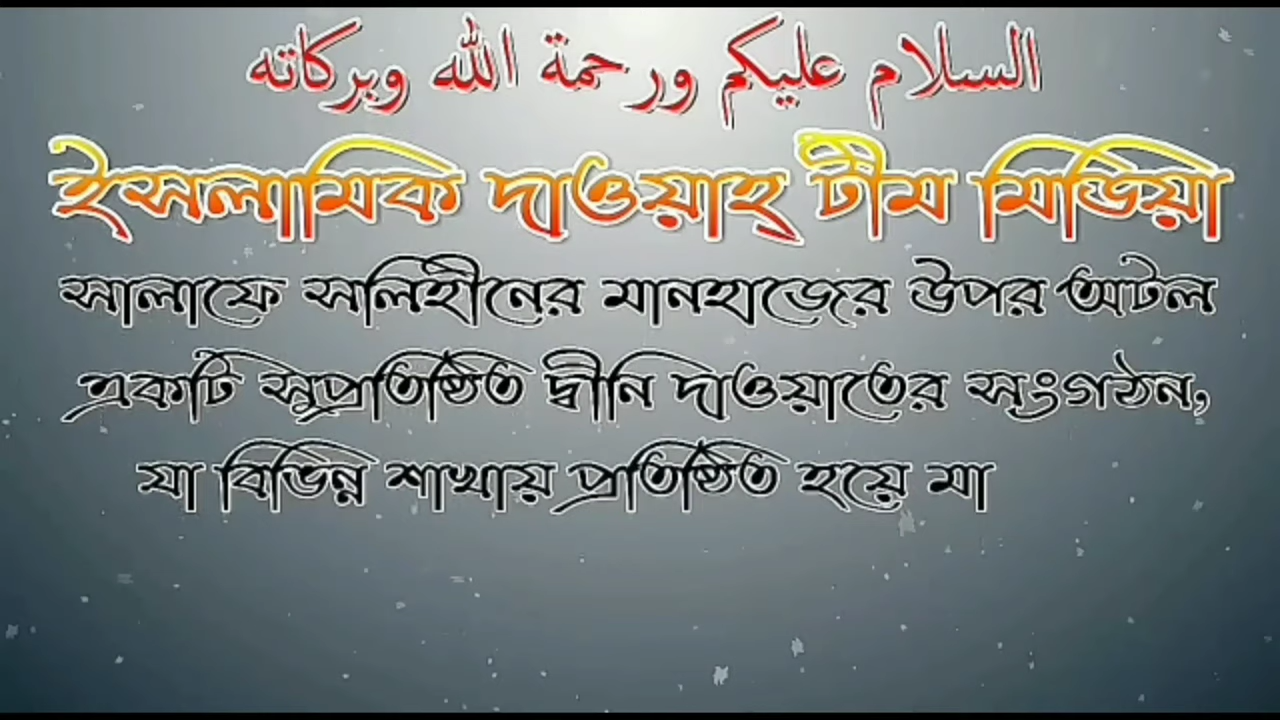 السلام عليكم ورحمة الله وبركاته
ইসলামিক দাওয়াহ্ টীম মিডিয়া
সালাফে সলিহীনের মানহাজের উপর অটল
একটি সুপ্রতিষ্ঠিত দ্বীনি দাওয়াতের সংগঠন,
যা বিভিন্ন শাখায় প্রতিষ্ঠিত হয়ে মা